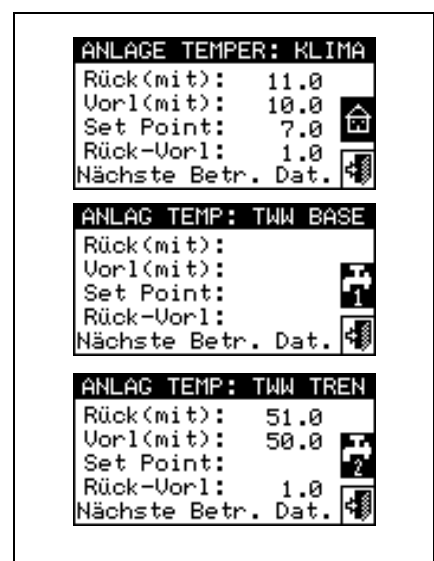 ANLAGE TEMPER: KLIMA
Rück(mit): 11.0
Vorl(mit): 10.0
Set Point: 7.0
Rück-Vorl: 1.0
Nächste Betr. Dat.
ANLAG TEMP: TWW BASE
Rück(mit):
Vorl(mit):
Set Point:
1
Rück-Vorl:
Nächste Betr. Dat.
ANLAG TEMP: TWW TREN
Rück(mit): 51.0
Vorl(mit): 50.0
Set Point:
2
Rück-Vorl: 1.0
Nächste Betr. Dat.